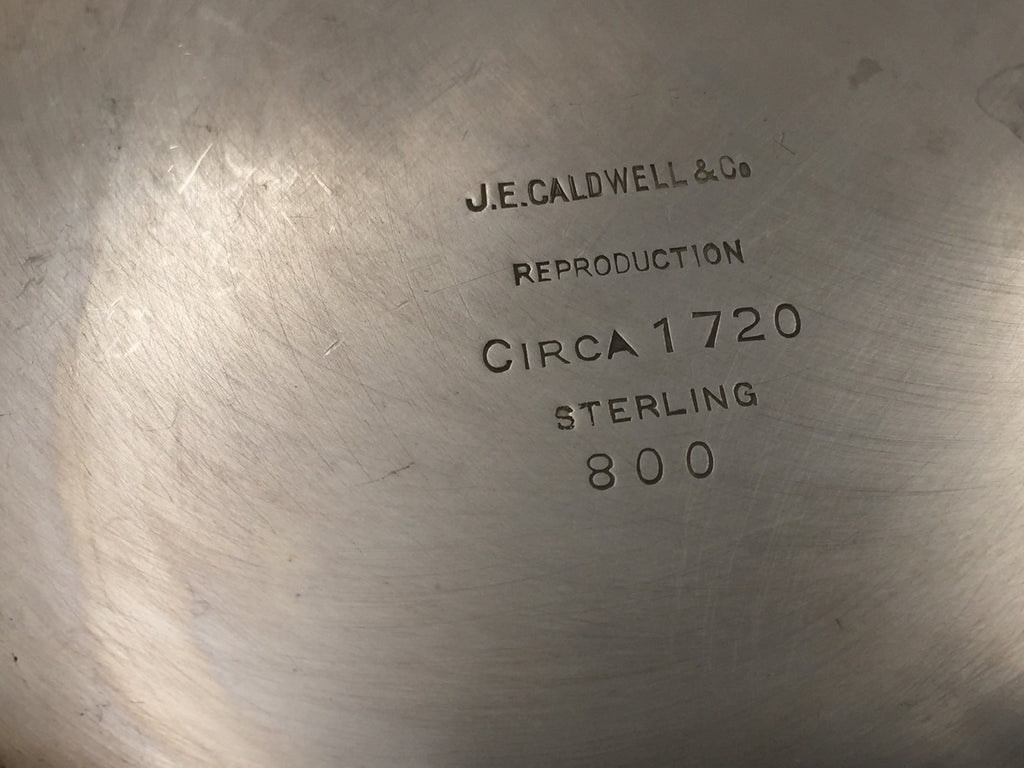 J.E.CALDWELL & Co
REPRODUCTION
CIRCA 1720
STERLING
800